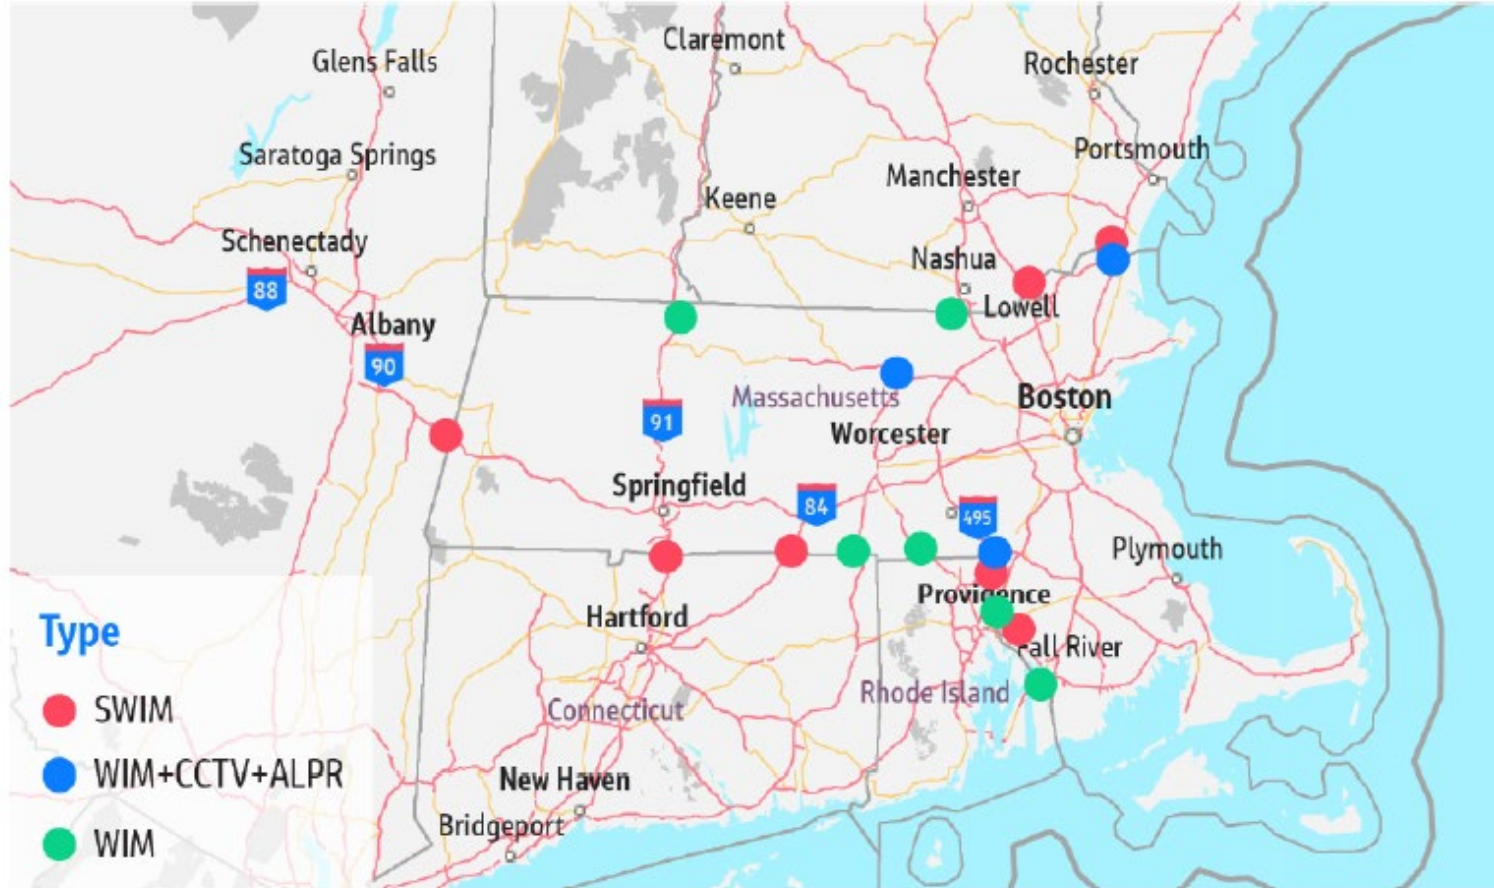 Claremont
Glens Falls
Rochester
Saratoga Springs
Portsmouth
Manchester
Keene
Schenectady
Nashua
88
Lowell
Albany
90
Massachusetts
Boston
91
Worcester
Springfield
84
495
Plymouth
Providence
Hartford
Fall River
Type
Rhode Island
SWIM
Connecticut
WIM+CCTV+ALPR
New Haven
Bridgeport
WIM